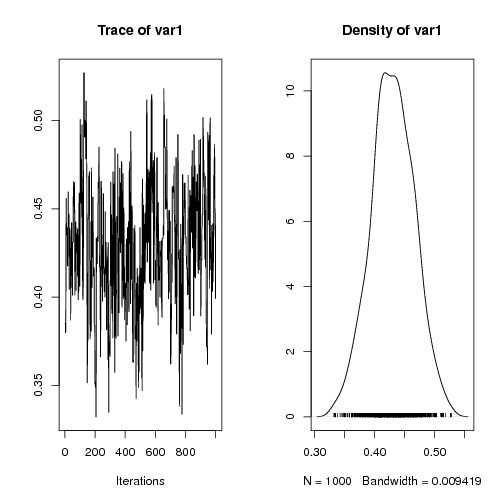 Trace of var1
0.50
0.45
0.40
0.35
0 200 400 600 800
Iterations
Density of var1
10
8
6
4
2
0
0.30 0.40 0.50
N = 1000 Bandwidth = 0.009419